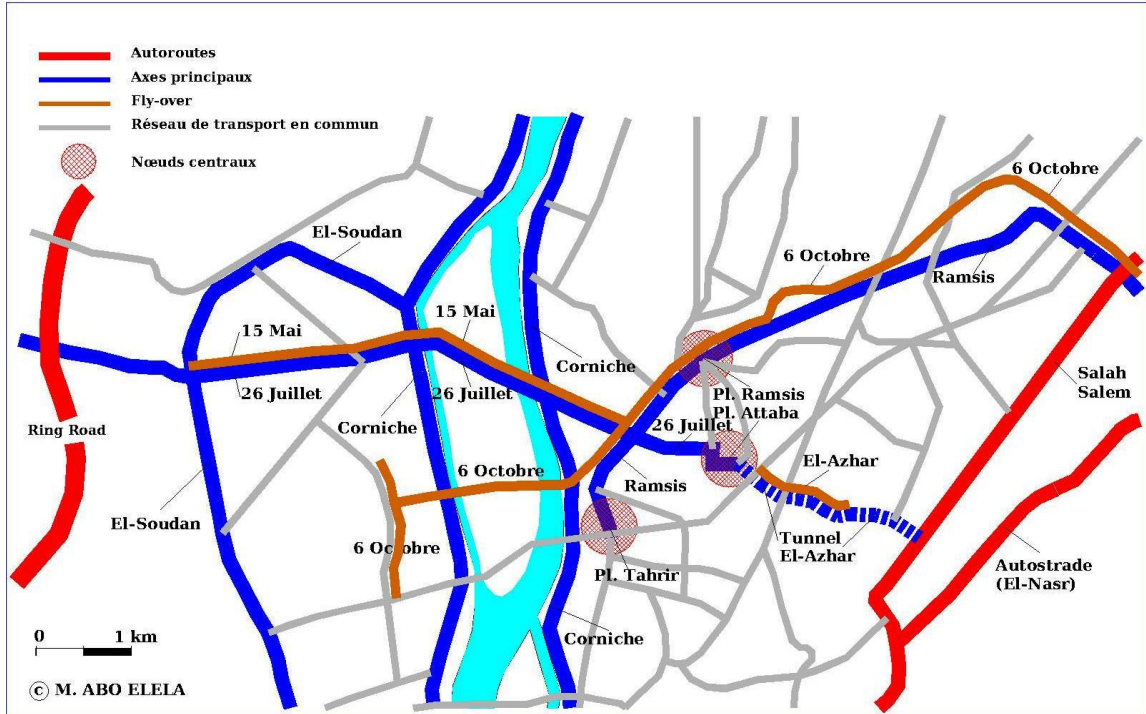 Autoroutes
Axes principaux
Fly-over
Réseau de transport en commun
Nœuds centraux
6 Octobre
El-Soudan
6 Octobre
Ramsis
15 Mai
15 Mai
Corniche
Salah
Salem
26 Juillet
26 Juillet
Pl. Ramsis
Pl. Attaba
26 Juillet
Ring Road
Corniche
El-Azhar
6 Octobre
Ramsis
El-Soudan
Tunnel
El-Azhar
6 Octobre
Pl. Tahrir
Autostrade
(El-Nasr)
0 1 km
Corniche
© M. ABO ELELA